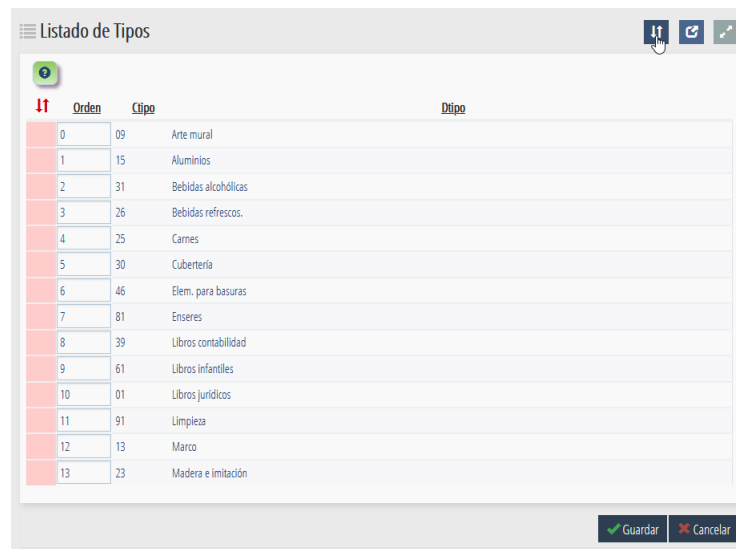 Listado de Tipos
?
Orden Ctipo Dtipo
0 09 Arte mural
1 15 Aluminios
2 31 Bebidas alcohólicas
3 26 Bebidas refrescos.
4 25 Carnes
5 30 Cubertería
6 46 Elem. para basuras
7 81 Enseres
8 39 Libros contabilidad
9 61 Libros infantiles
10 01 Libros jurídicos
11 91 Limpieza
12 13 Marco
13 23 Madera e imitación
Guardar Cancelar